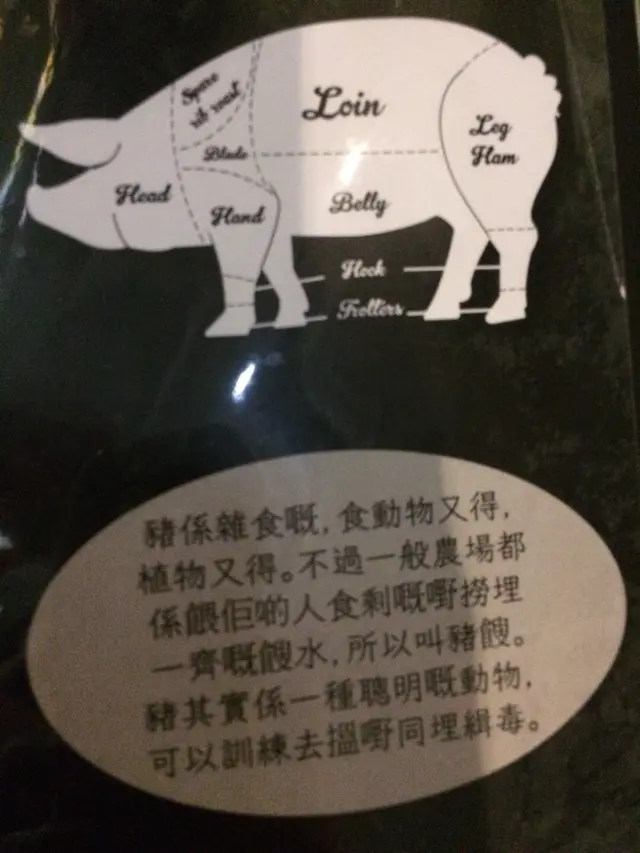 Spare
rib roast
Loin
Leg
Ham
Blade
Head
Hand
Belly
Hock
Trotters
豬係雜食嘅，食動物又得，
植物又得。不過一般農場都
係餵佢啲人食剩嘅嘢撈埋
一齊嘅餿水，所以叫豬餿。
豬其實係一種聰明嘅動物，
可以訓練去搵嘢同埋緝毒。